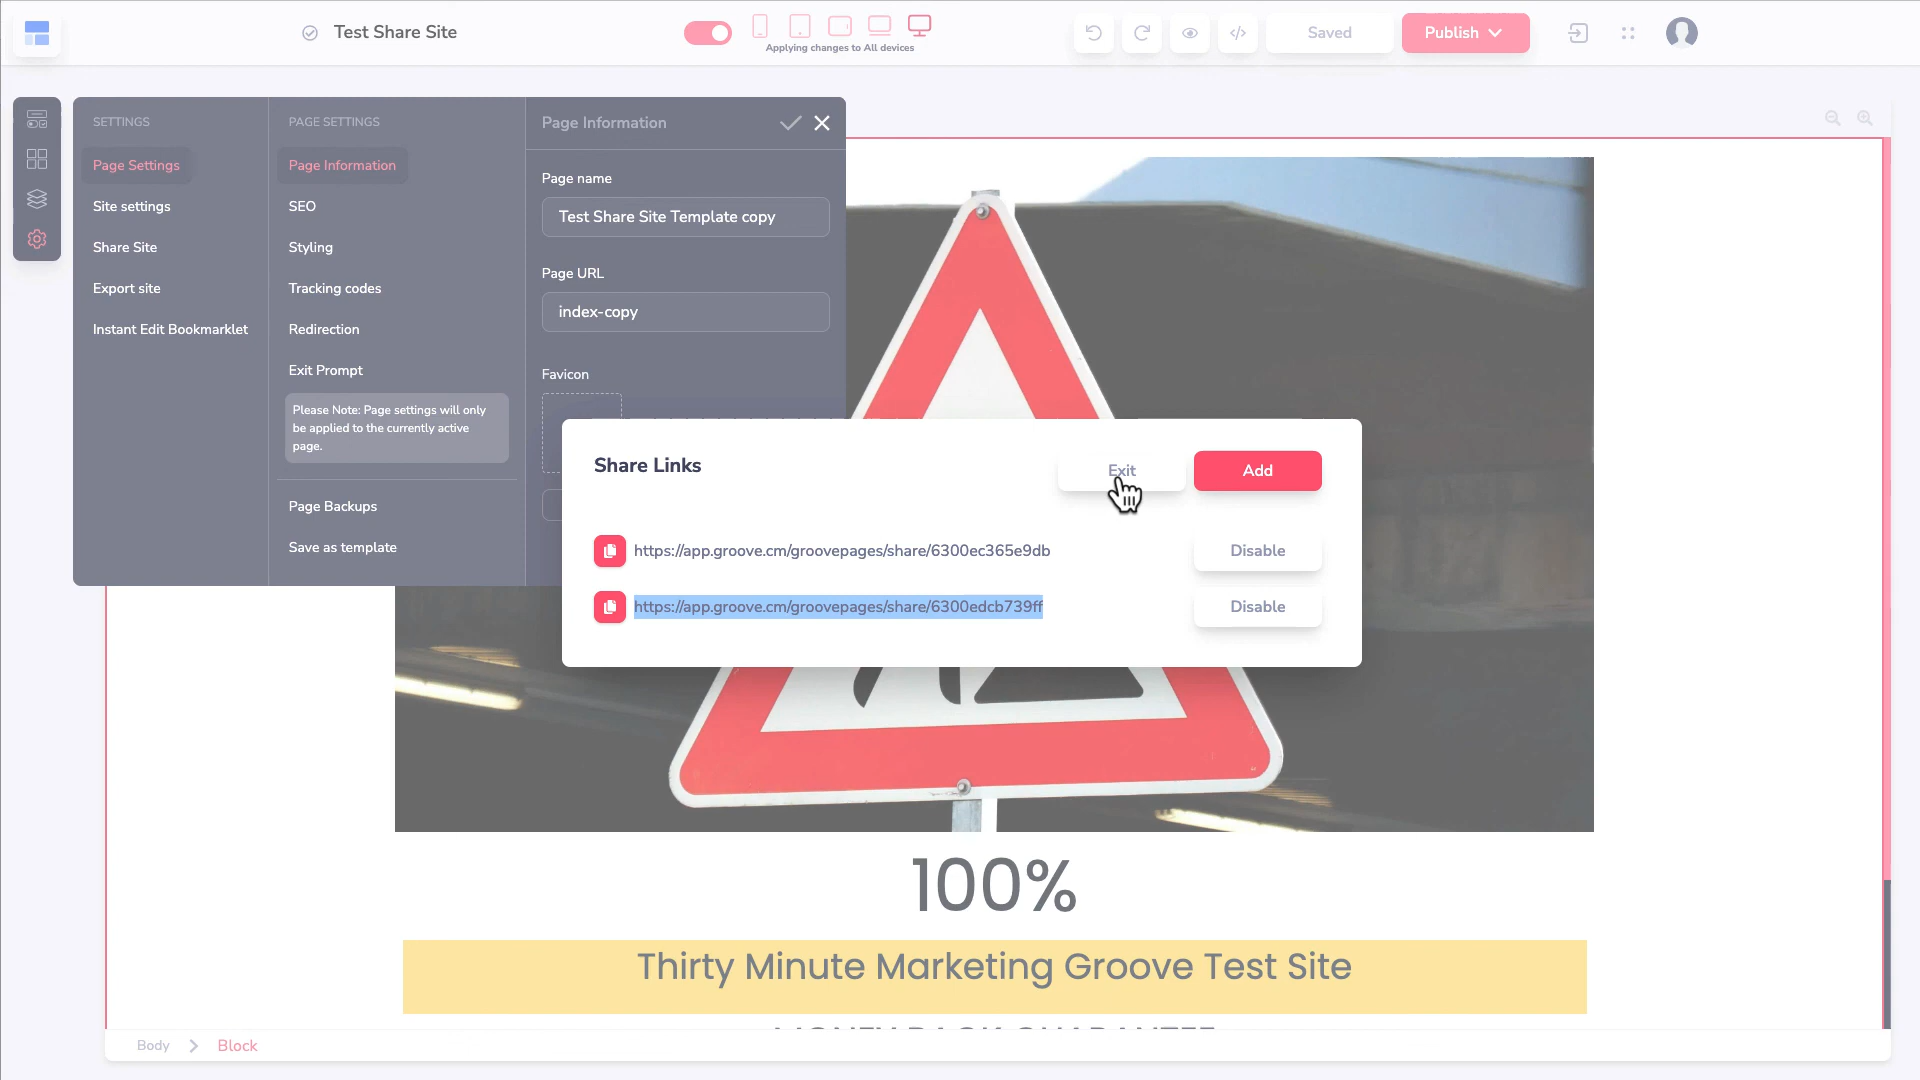 Test Share Site
Applying changes to All devices
Saved
Publish
SETTINGS
Page Settings
Site settings
Share Site
Export site
Instant Edit Bookmarklet
PAGE SETTINGS
Page Information
SEO
Styling
Tracking codes
Redirection
Exit Prompt
Please Note: Page settings will only
be applied to the currently active
page.
Page Backups
Save as template
Page Information
Page name
Test Share Site Template copy
Page URL
index-copy
Favicon
Share Links
Exit
Add
https://app.groove.cm/groovepages/share/6300ec365e9db
Disable
https://app.groove.cm/groovepages/share/6300edcb739ff
Disable
100%
Thirty Minute Marketing Groove Test Site
MONEY BACK GUARANTEE
Body
Block